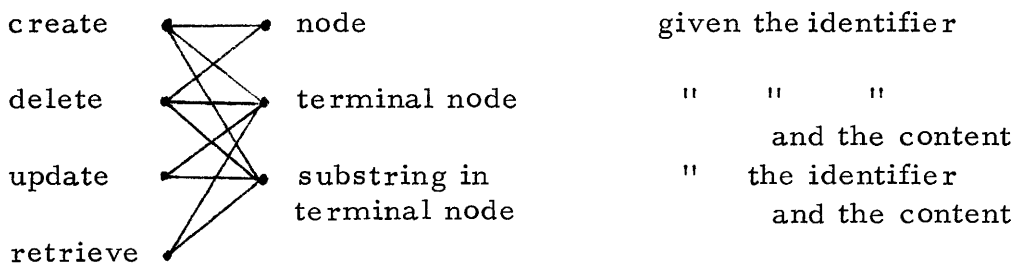 create node given the identifier
delete terminal node " " "
and the content
update substring in " the identifier
terminal node and the content
retrieve